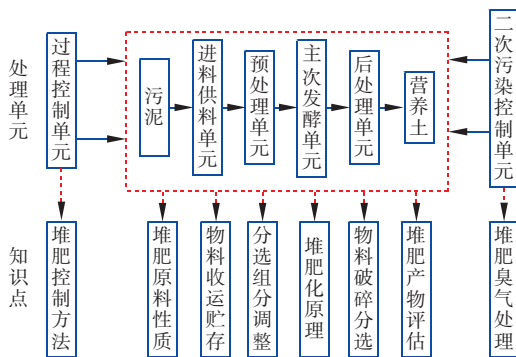 处理单元
过程控制单元
污泥
进料供料单元
预处理单元
主次发酵单元
后处理单元
营养土
二次污染控制单元
知识点
堆肥控制方法
堆肥原料性质
物料收运贮存
分选组分调整
堆肥化原理
物料破碎分选
堆肥产物评估
堆肥臭气处理